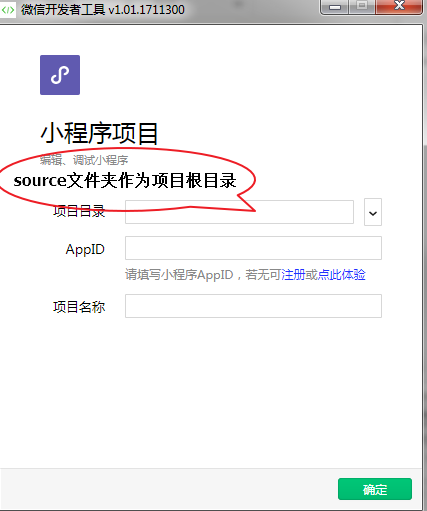 微信开发者工具 v1.01.1711300
小程序项目
编辑、调试小程序
source文件夹作为项目根目录
项目目录
AppID
请填写小程序AppID，若无可注册或点此体验
项目名称
确定